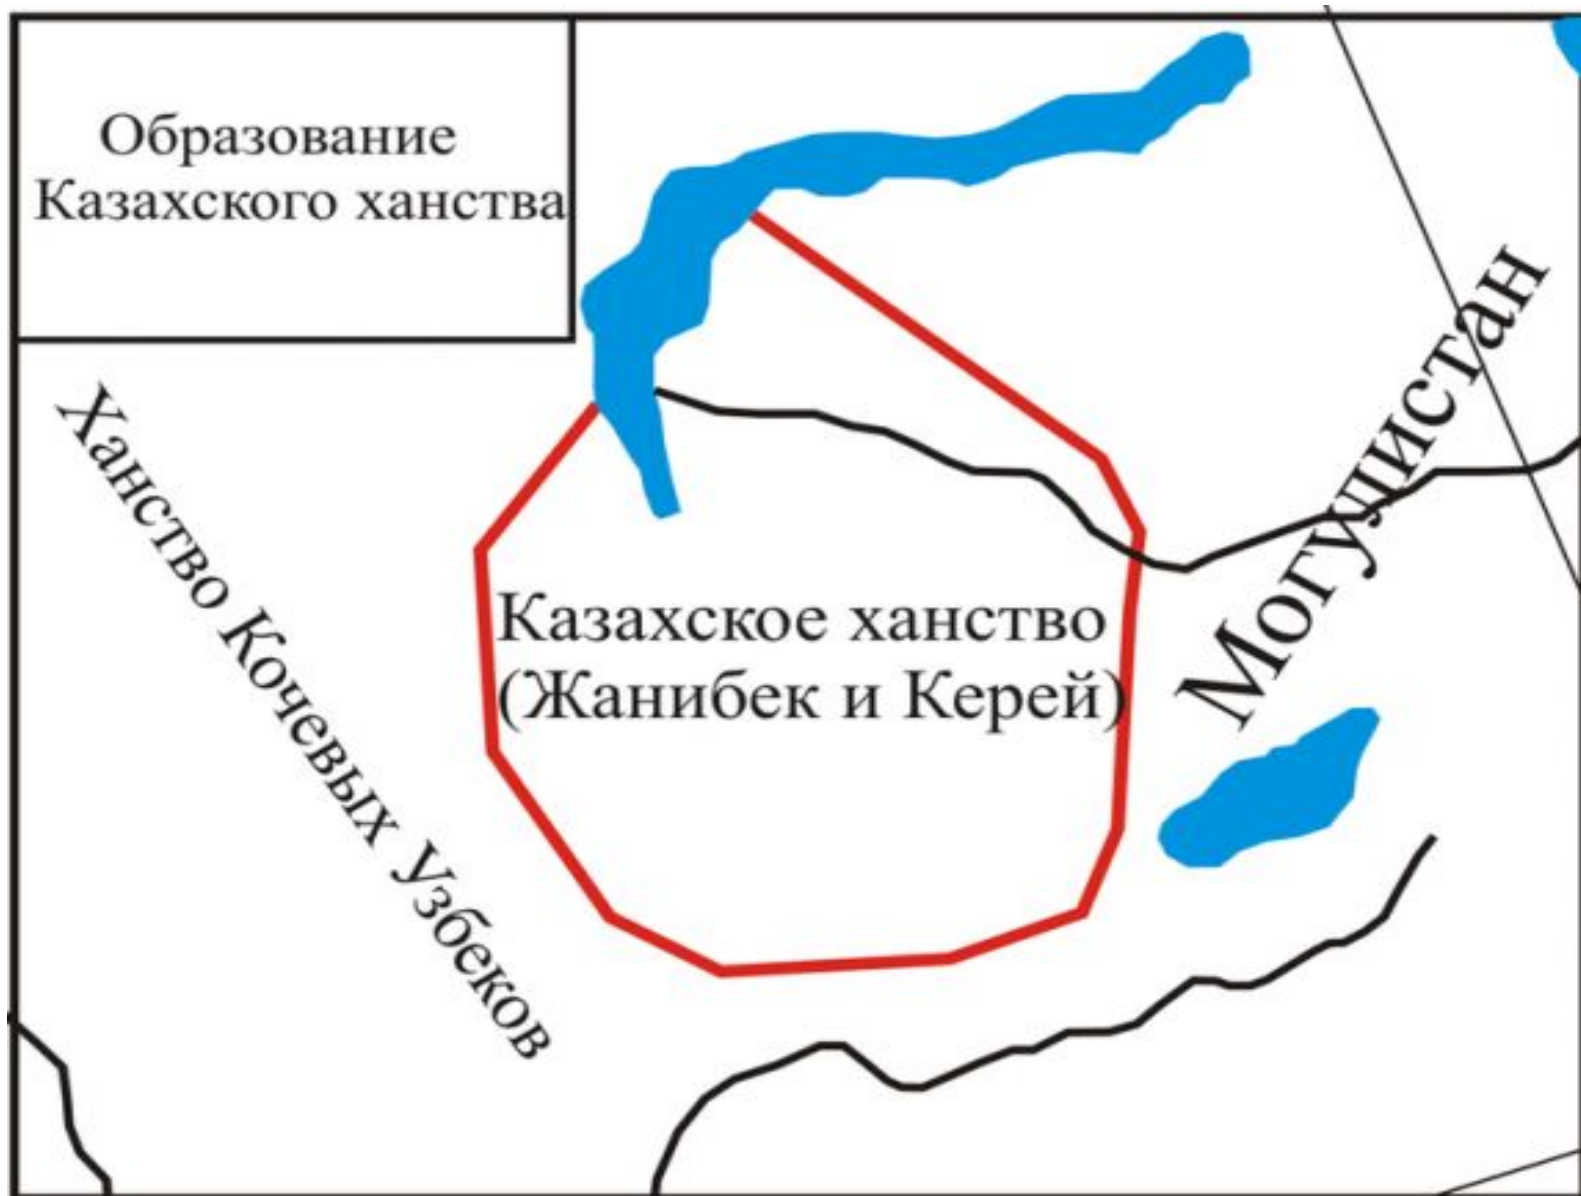 Образование
Казахского ханства
Ханство Кочевых Узбеков
Казахское ханство
(Жанибек и Керей)
Могулистан